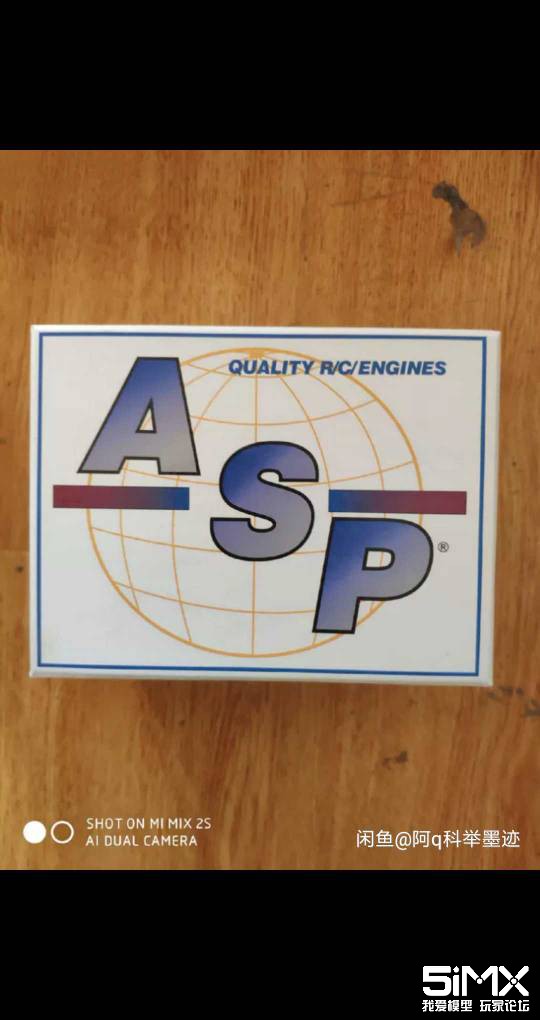 QUALITY R/C/ENGINES
ASP®
SHOT ON MI MIX 2S
AI DUAL CAMERA
闲鱼@阿q科举墨迹
5iMX
我爱模型 玩家论坛